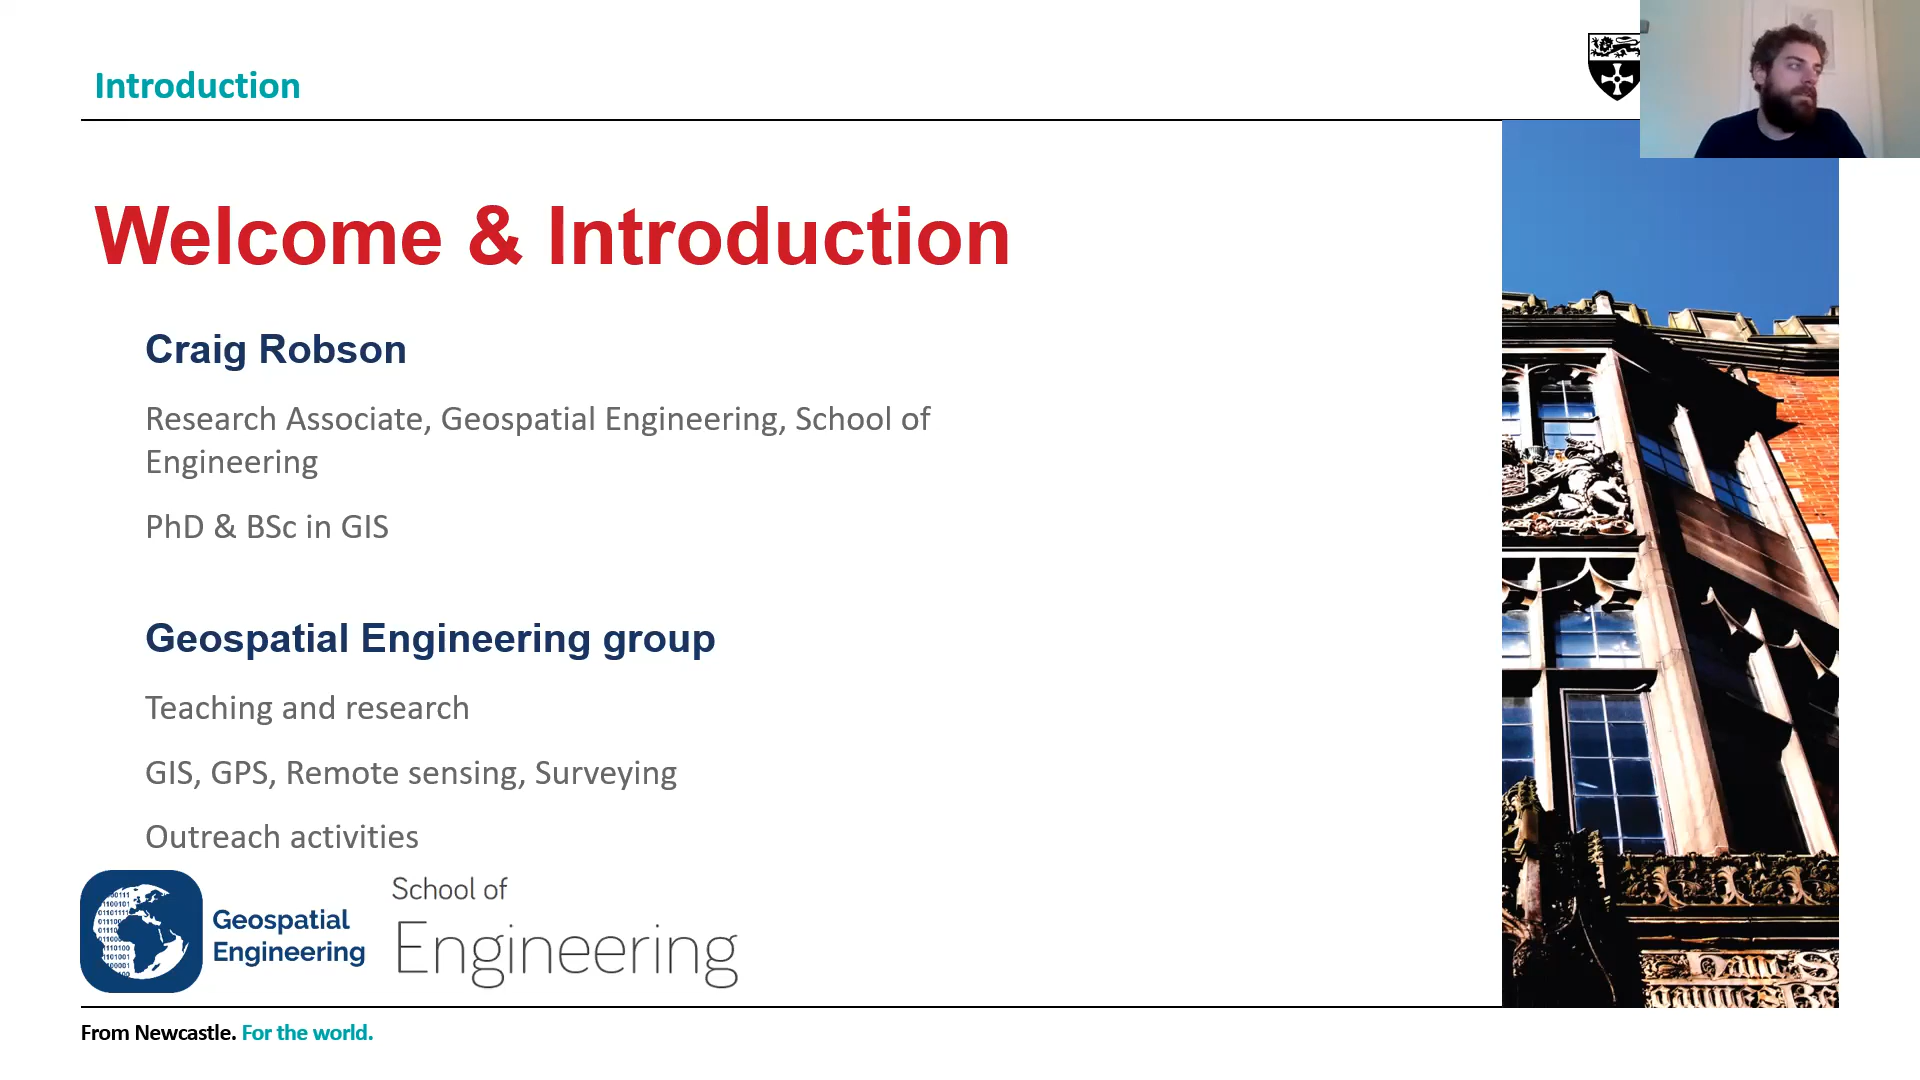 Introduction
Welcome & Introduction
Craig Robson
Research Associate, Geospatial Engineering, School of
Engineering
PhD & BSc in GIS
Geospatial Engineering group
Teaching and research
GIS, GPS, Remote sensing, Surveying
Outreach activities
Geospatial
Engineering
School of
Engineering
From Newcastle. For the world.